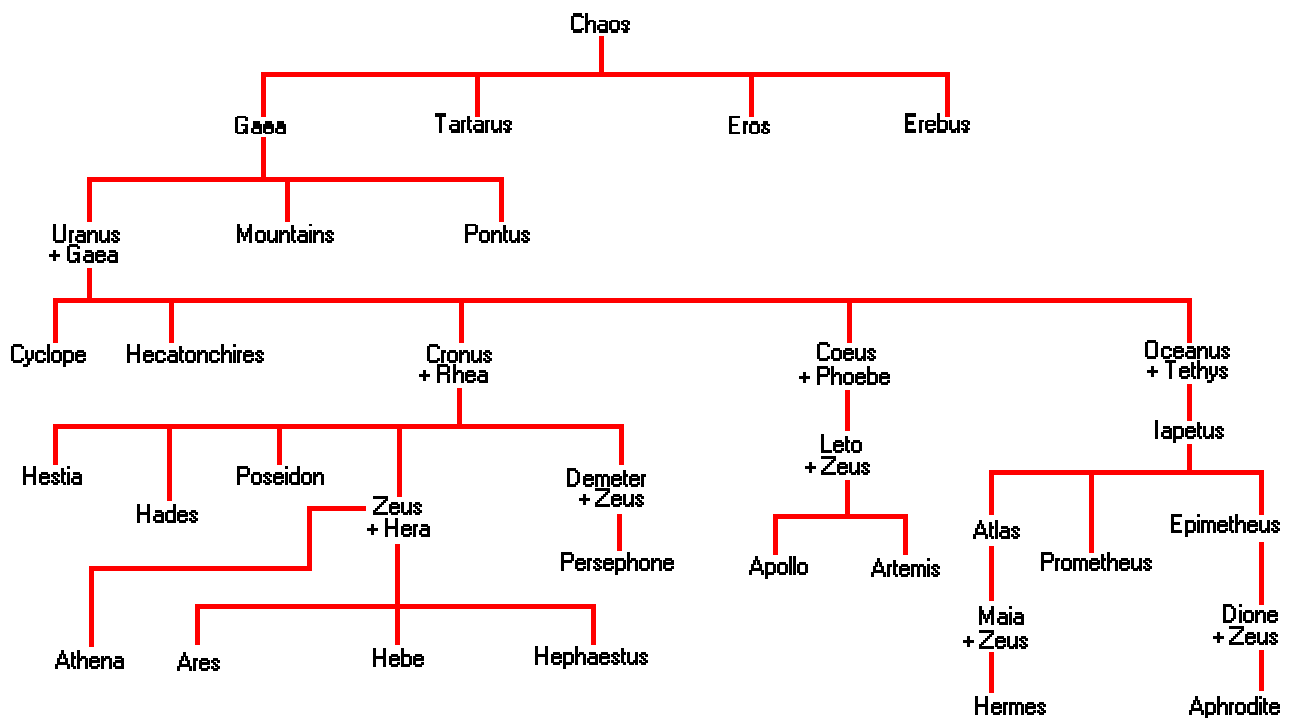 Chaos
Gaea
Tartarus
Eros
Erebus
Uranus
+ Gaea
Mountains
Pontus
Cyclope
Hecatonchires
Cronus
+ Rhea
Coeus
+ Phoebe
Oceanus
+ Tethys
Hestia
Hades
Poseidon
Zeus
+ Hera
Demeter
+ Zeus
Persephone
Leto
+ Zeus
Iapetus
Apollo
Artemis
Atlas
Prometheus
Epimetheus
Maia
+ Zeus
Dione
+ Zeus
Athena
Ares
Hebe
Hephaestus
Hermes
Aphrodite